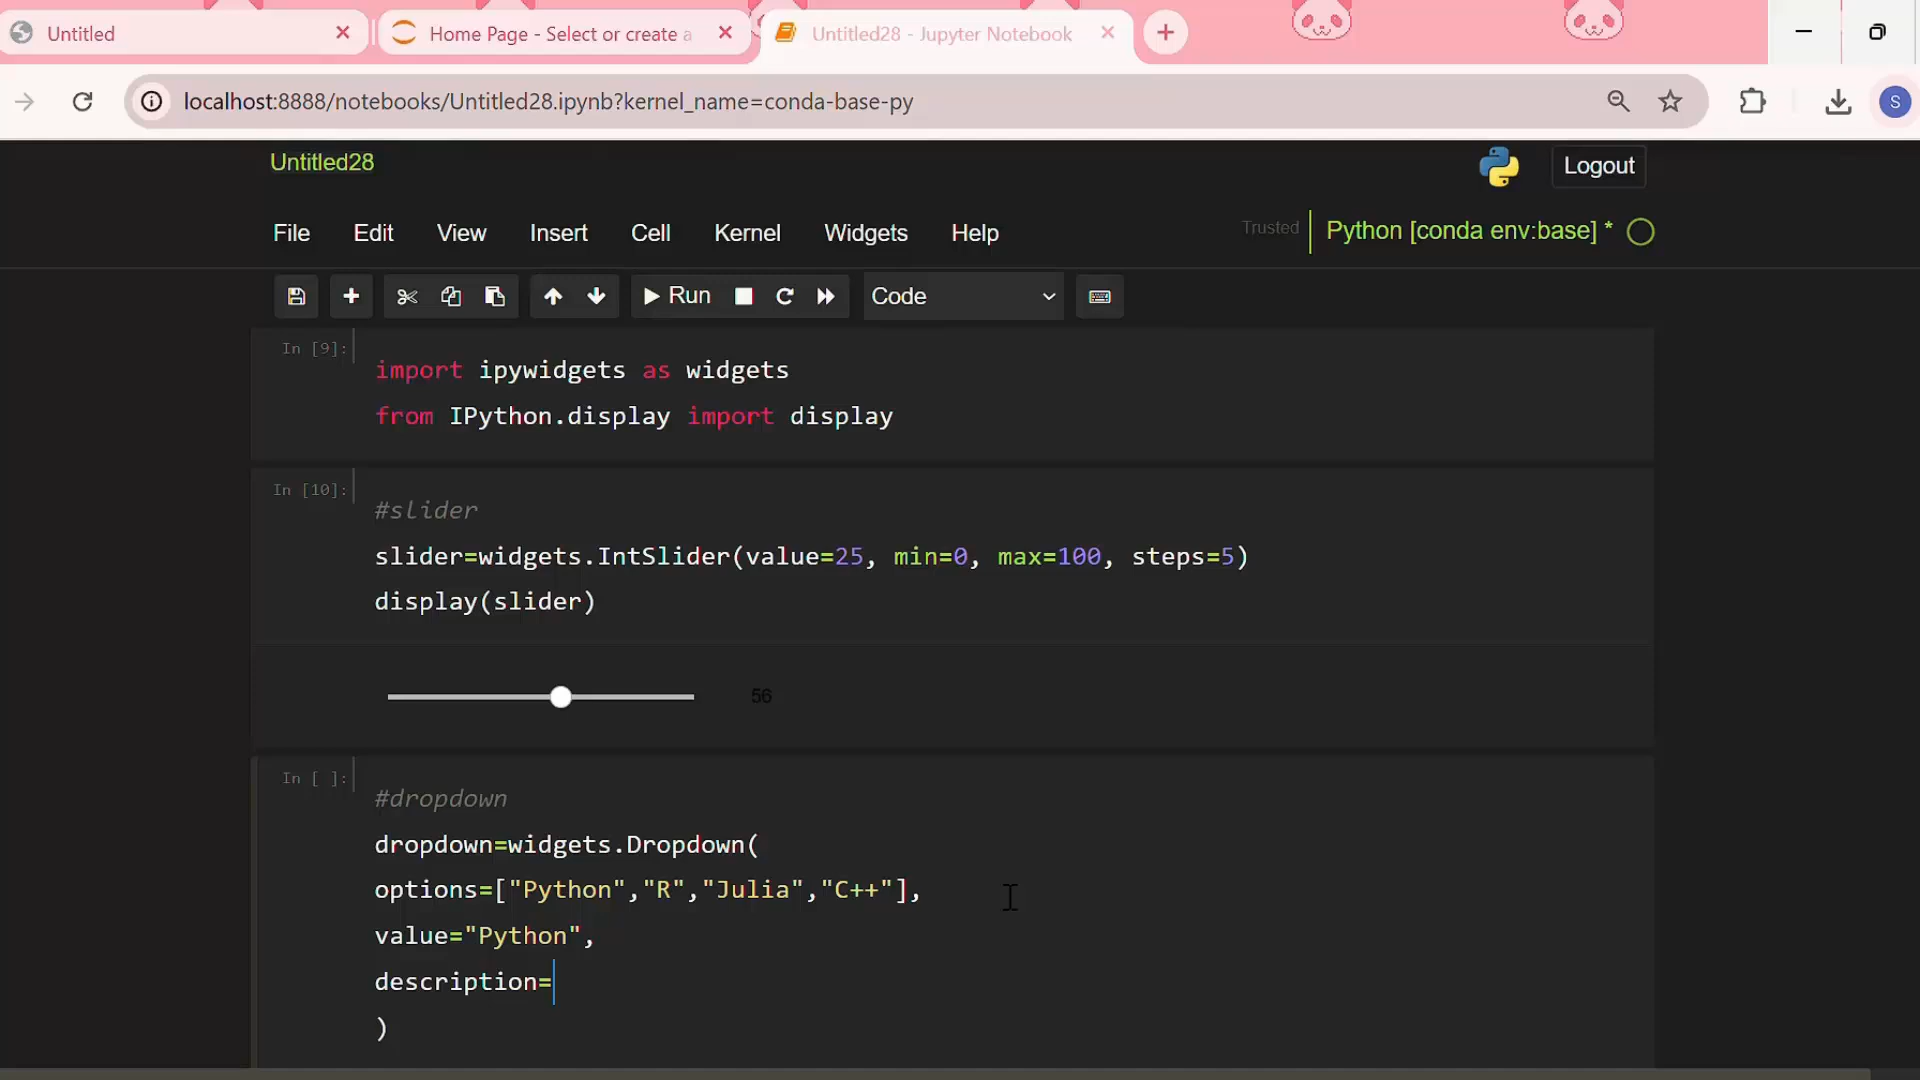 Untitled
Home Page - Select or create a
Untitled28 - Jupyter Notebook
localhost:8888/notebooks/Untitled28.ipynb?kernel_name=conda-base-py
S
Untitled28
Logout
File Edit View Insert Cell Kernel Widgets Help
Trusted
Python [conda env:base] *
Run
Code
In [9]:
import ipywidgets as widgets
from IPython.display import display
In [10]:
#slider
slider=widgets.IntSlider(value=25, min=0, max=100, steps=5)
display(slider)
56
In [ ]:
#dropdown
dropdown=widgets.Dropdown(
options=["Python","R","Julia","C++"],
value="Python",
description=
)